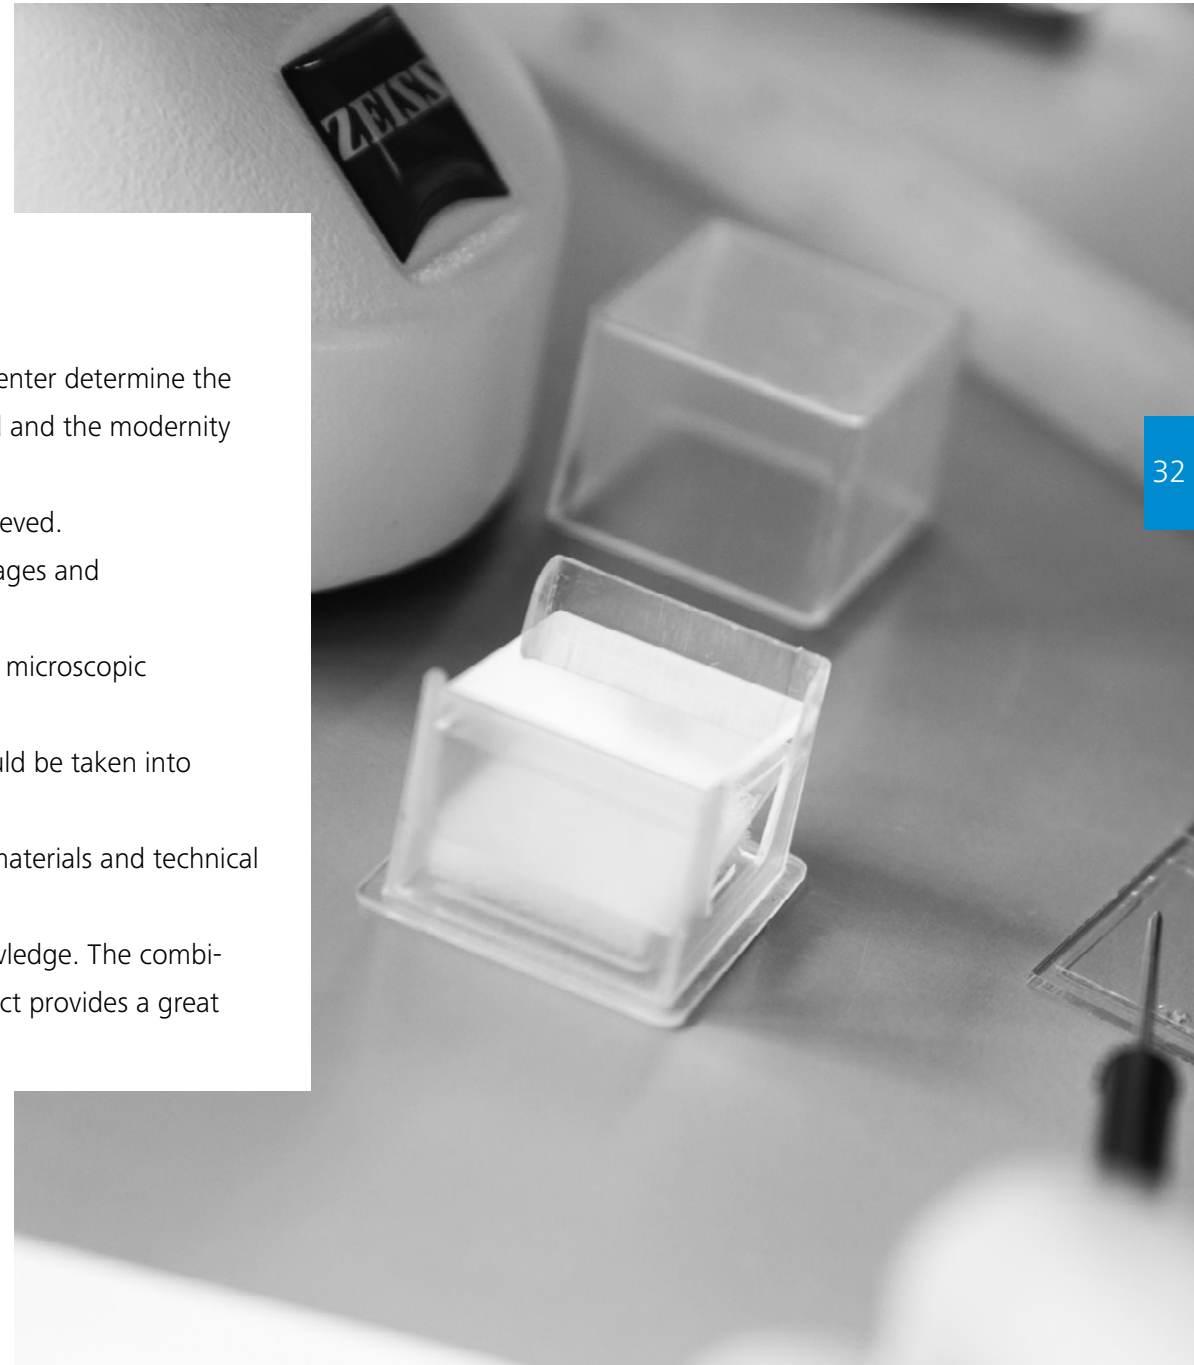 ZEISS
enter determine the
and the modernity
eved.
ages and
microscopic
uld be taken into
materials and technical
wledge. The combi-
ct provides a great
32